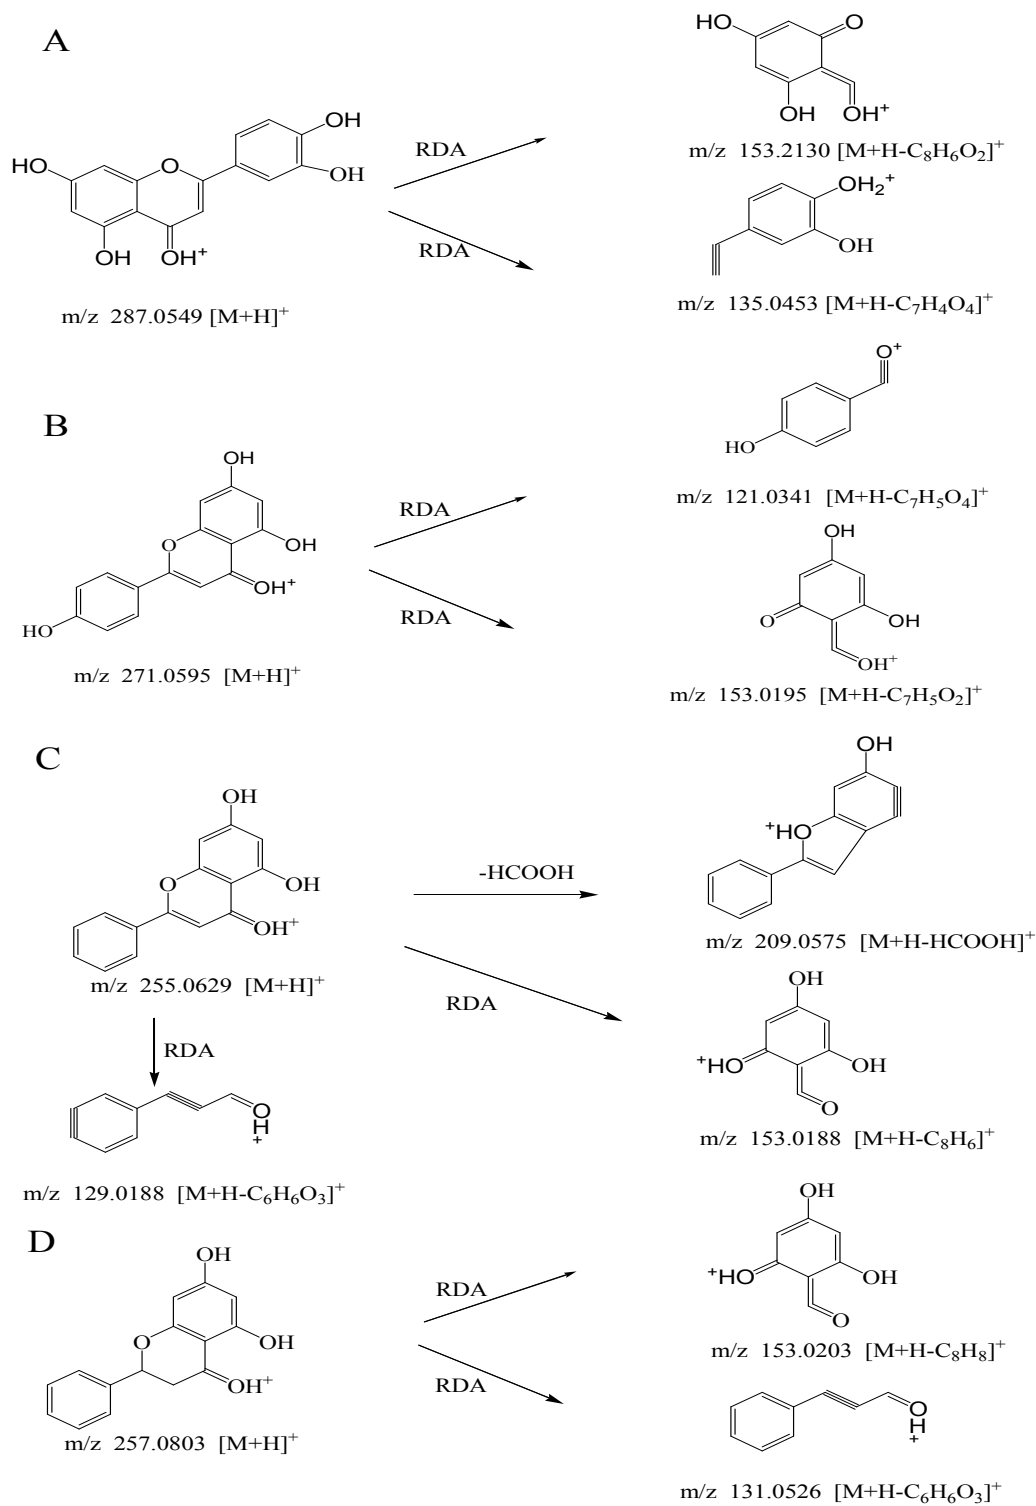 A
HO
O
OH
OH+
OH
OH
HO
O
OH
OH+
RDA
RDA
m/z 153.2130 [M+H-C₈H₆O₂]⁺
OH₂⁺
OH
m/z 287.0549 [M+H]⁺
m/z 135.0453 [M+H-C₇H₄O₄]⁺
B
O⁺
HO
OH
OH
O
OH⁺
HO
RDA
RDA
m/z 121.0341 [M+H-C₇H₅O₄]⁺
OH
O
OH
OH⁺
m/z 271.0595 [M+H]⁺
m/z 153.0195 [M+H-C₇H₅O₂]⁺
C
OH
OH
O
OH⁺
-HCOOH
OH
⁺HO
m/z 209.0575 [M+H-HCOOH]⁺
m/z 255.0629 [M+H]⁺
RDA
OH
⁺HO
OH
O
m/z 153.0188 [M+H-C₈H₆]⁺
RDA
O
H
+
m/z 129.0188 [M+H-C₆H₆O₃]⁺
D
OH
OH
O
OH⁺
RDA
RDA
OH
⁺HO
OH
O
m/z 153.0203 [M+H-C₈H₈]⁺
m/z 257.0803 [M+H]⁺
O
H
+
m/z 131.0526 [M+H-C₆H₆O₃]⁺